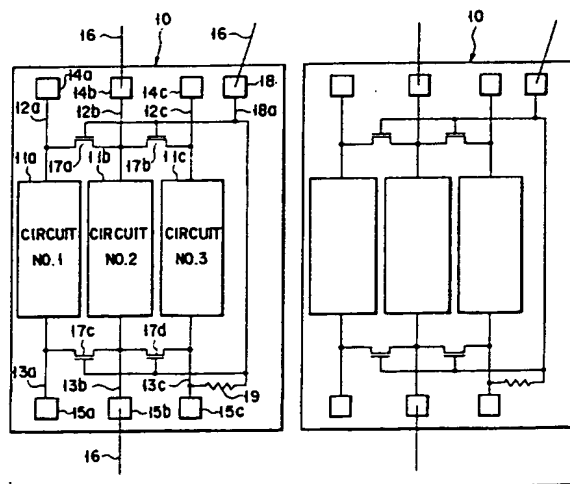 16 10 16 10 16
14a 14b 14c 18
12a 12b 12c 18a
11a 17a 11b 17b 11c
CIRCUIT NO.1
CIRCUIT NO.2
CIRCUIT NO.3
17c 17d
13a 13b 13c 19
15a 15b 15c
16